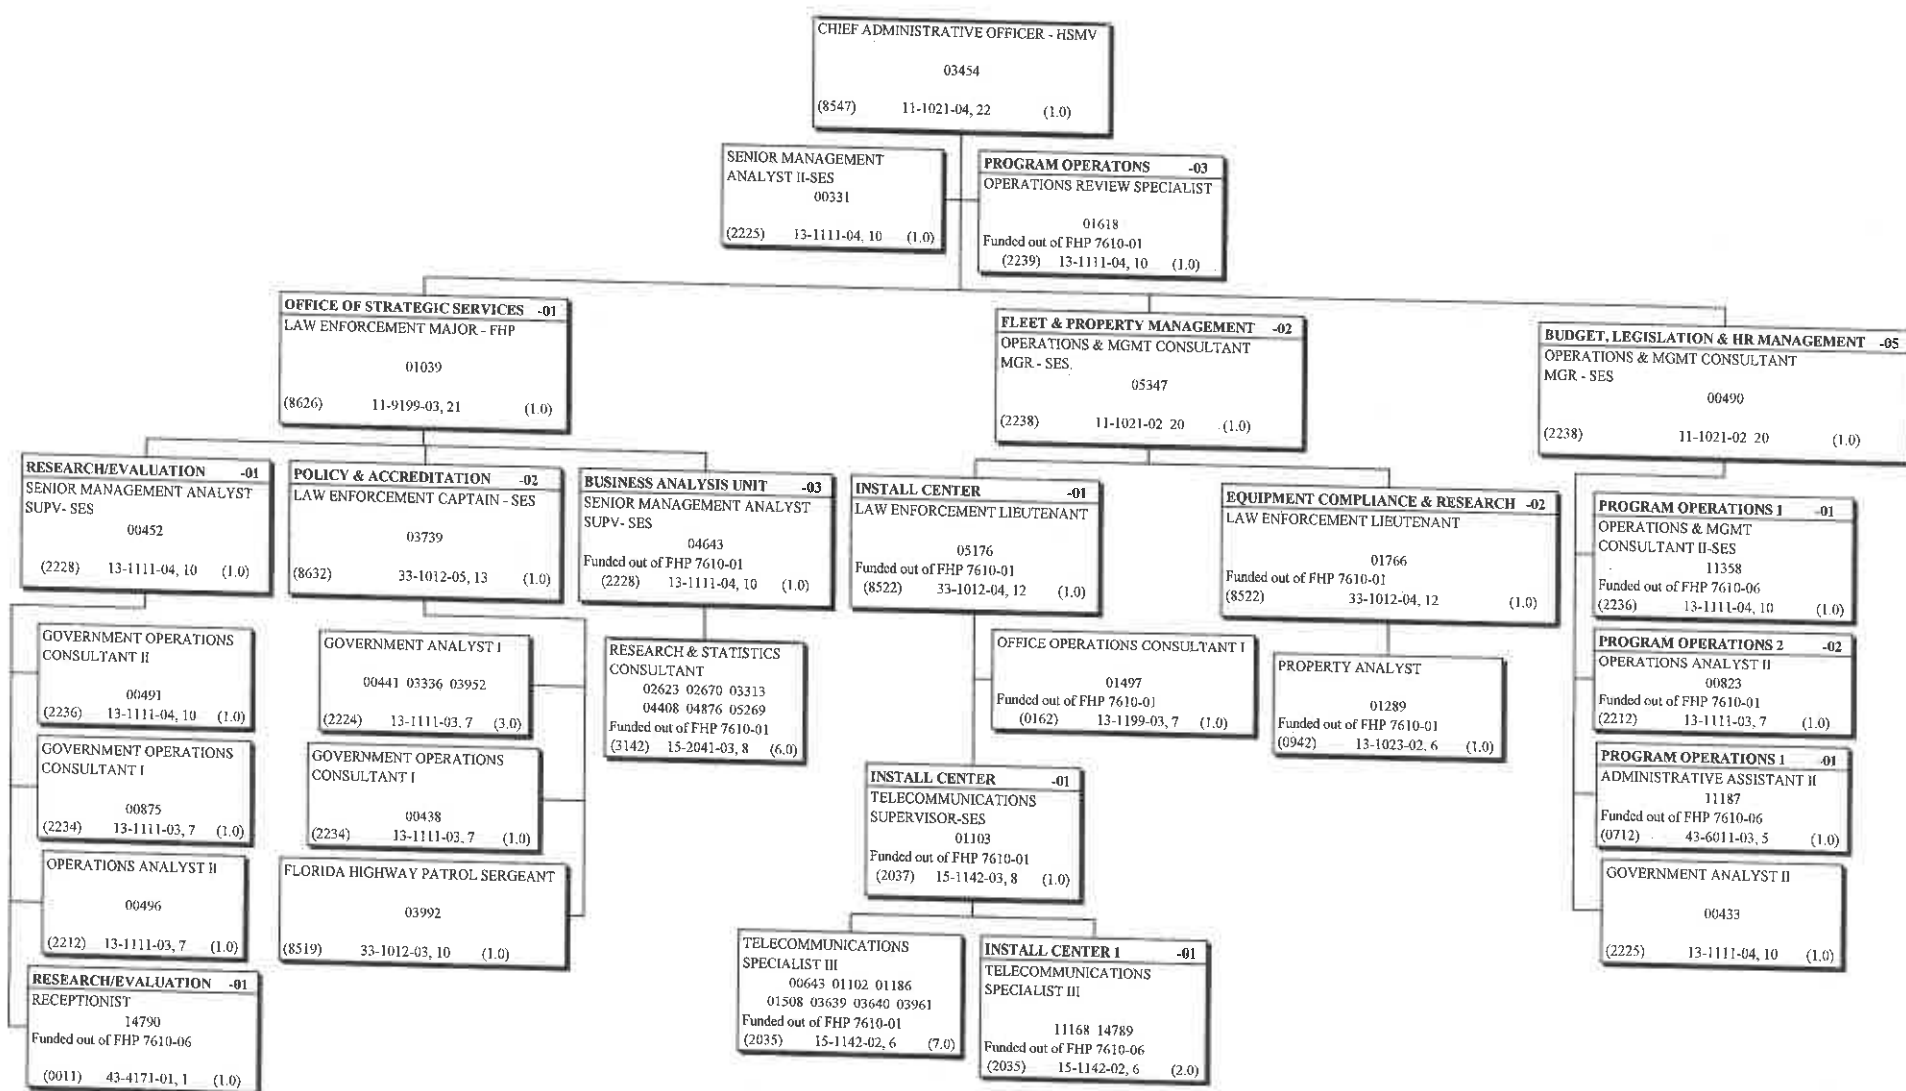 CHIEF ADMINISTRATIVE OFFICER - HSMV
03454
(8547) 11-1021-04, 22 (1.0)
SENIOR MANAGEMENT
ANALYST II-SES
00331
(2225) 13-1111-04, 10 (1.0)
PROGRAM OPERATONS -03
OPERATIONS REVIEW SPECIALIST
01618
Funded out of FHP 7610-01
(2239) 13-1111-04, 10 (1.0)
OFFICE OF STRATEGIC SERVICES -01
LAW ENFORCEMENT MAJOR - FHP
01039
(8626) 11-9199-03, 21 (1.0)
FLEET & PROPERTY MANAGEMENT -02
OPERATIONS & MGMT CONSULTANT
MGR - SES.
05347
(2238) 11-1021-02 20 (1.0)
BUDGET, LEGISLATION & HR MANAGEMENT -05
OPERATIONS & MGMT CONSULTANT
MGR - SES
00490
(2238) 11-1021-02 20 (1.0)
RESEARCH/EVALUATION -01
SENIOR MANAGEMENT ANALYST
SUPV- SES
00452
(2228) 13-1111-04, 10 (1.0)
POLICY & ACCREDITATION -02
LAW ENFORCEMENT CAPTAIN - SES
03739
(8632) 33-1012-05, 13 (1.0)
BUSINESS ANALYSIS UNIT -03
SENIOR MANAGEMENT ANALYST
SUPV- SES
04643
Funded out of FHP 7610-01
(2228) 13-1111-04, 10 (1.0)
INSTALL CENTER -01
LAW ENFORCEMENT LIEUTENANT
05176
Funded out of FHP 7610-01
(8522) 33-1012-04, 12 (1.0)
EQUIPMENT COMPLIANCE & RESEARCH -02
LAW ENFORCEMENT LIEUTENANT
01766
Funded out of FHP 7610-01
(8522) 33-1012-04, 12 (1.0)
PROGRAM OPERATIONS 1 -01
OPERATIONS & MGMT
CONSULTANT II-SES
11358
Funded out of FHP 7610-06
(2236) 13-1111-04, 10 (1.0)
GOVERNMENT OPERATIONS
CONSULTANT II
00491
(2236) 13-1111-04, 10 (1.0)
GOVERNMENT ANALYST I
00441 03336 03952
(2224) 13-1111-03, 7 (3.0)
RESEARCH & STATISTICS
CONSULTANT
02623 02670 03313
04408 04876 05269
Funded out of FHP 7610-01
(3142) 15-2041-03, 8 (6.0)
OFFICE OPERATIONS CONSULTANT I
01497
Funded out of FHP 7610-01
(0162) 13-1199-03, 7 (1.0)
PROPERTY ANALYST
01289
Funded out of FHP 7610-01
(0942) 13-1023-02, 6 (1.0)
PROGRAM OPERATIONS 2 -02
OPERATIONS ANALYST II
00823
Funded out of FHP 7610-01
(2212) 13-1111-03, 7 (1.0)
GOVERNMENT OPERATIONS
CONSULTANT I
00875
(2234) 13-1111-03, 7 (1.0)
GOVERNMENT OPERATIONS
CONSULTANT I
00438
(2234) 13-1111-03, 7 (1.0)
INSTALL CENTER -01
TELECOMMUNICATIONS
SUPERVISOR-SES
01103
Funded out of FHP 7610-01
(2037) 15-1142-03, 8 (1.0)
PROGRAM OPERATIONS 1 -01
ADMINISTRATIVE ASSISTANT II
11187
Funded out of FHP 7610-06
(0712) 43-6011-03, 5 (1.0)
OPERATIONS ANALYST II
00496
(2212) 13-1111-03, 7 (1.0)
FLORIDA HIGHWAY PATROL SERGEANT
03992
(8519) 33-1012-03, 10 (1.0)
GOVERNMENT ANALYST II
00433
(2225) 13-1111-04, 10 (1.0)
RESEARCH/EVALUATION -01
RECEPTIONIST
14790
Funded out of FHP 7610-06
(0011) 43-4171-01, 1 (1.0)
TELECOMMUNICATIONS
SPECIALIST III
00643 01102 01186
01508 03639 03640 03961
Funded out of FHP 7610-01
(2035) 15-1142-02, 6 (7.0)
INSTALL CENTER 1 -01
TELECOMMUNICATIONS
SPECIALIST III
11168 14789
Funded out of FHP 7610-06
(2035) 15-1142-02, 6 (2.0)